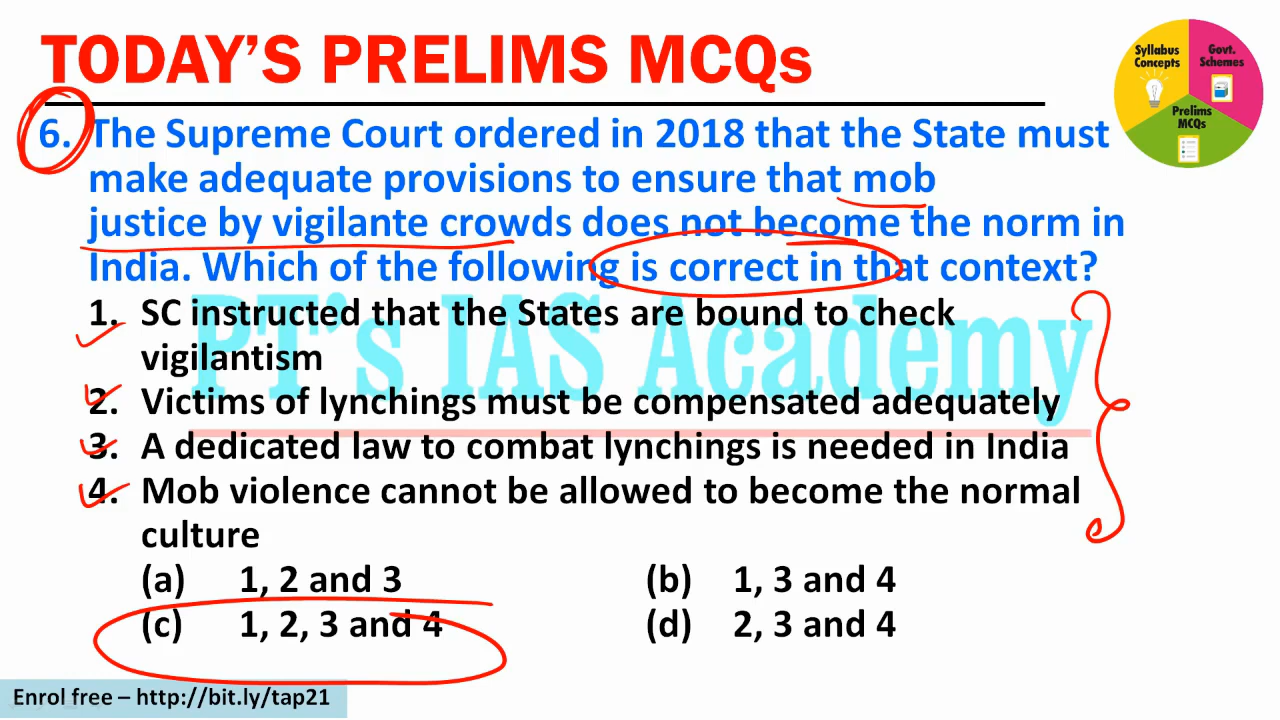 TODAY'S PRELIMS MCQs
Syllabus
Concepts
Govt.
Schemes
Prelims
MCQs
6. The Supreme Court ordered in 2018 that the State must
make adequate provisions to ensure that mob
justice by vigilante crowds does not become the norm in
India. Which of the following is correct in that context?
PT's IAS Academy
1. SC instructed that the States are bound to check
vigilantism
2. Victims of lynchings must be compensated adequately
3. A dedicated law to combat lynchings is needed in India
4. Mob violence cannot be allowed to become the normal
culture
(a) 1, 2 and 3 (b) 1, 3 and 4
(c) 1, 2, 3 and 4 (d) 2, 3 and 4
Enrol free – http://bit.ly/tap21